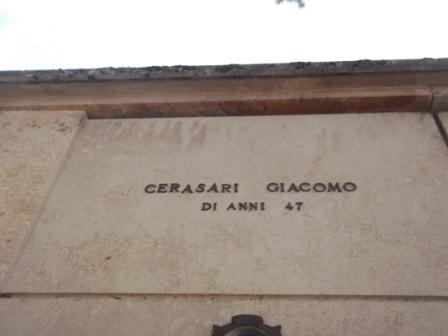 CERASARI GIACOMO
DI ANNI 47